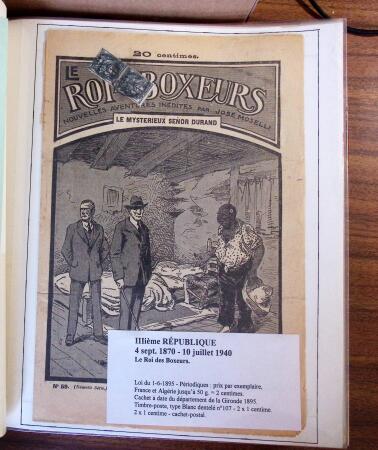 20 centimes.
LE
ROI BOXEURS
NOUVELLES AVENTURES INÉDITES PAR JOSÉ MOSELLI
LE MYSTERIEUX SEÑOR DURAND
IIIième RÉPUBLIQUE
4 sept. 1870 - 10 juillet 1940
Le Roi des Boxeurs.
Loi du 1-6-1895 - Périodiques : prix par exemplaire,
France et Algérie jusqu'à 50 g. = 2 centimes.
Cachet à date du département de la Gironde 1895.
Timbre-poste, type Blanc dentelé n°107 - 2 x 1 centime.
2 x 1 centime - cachet-postal.
N° 59. (Nouvelle Série.)